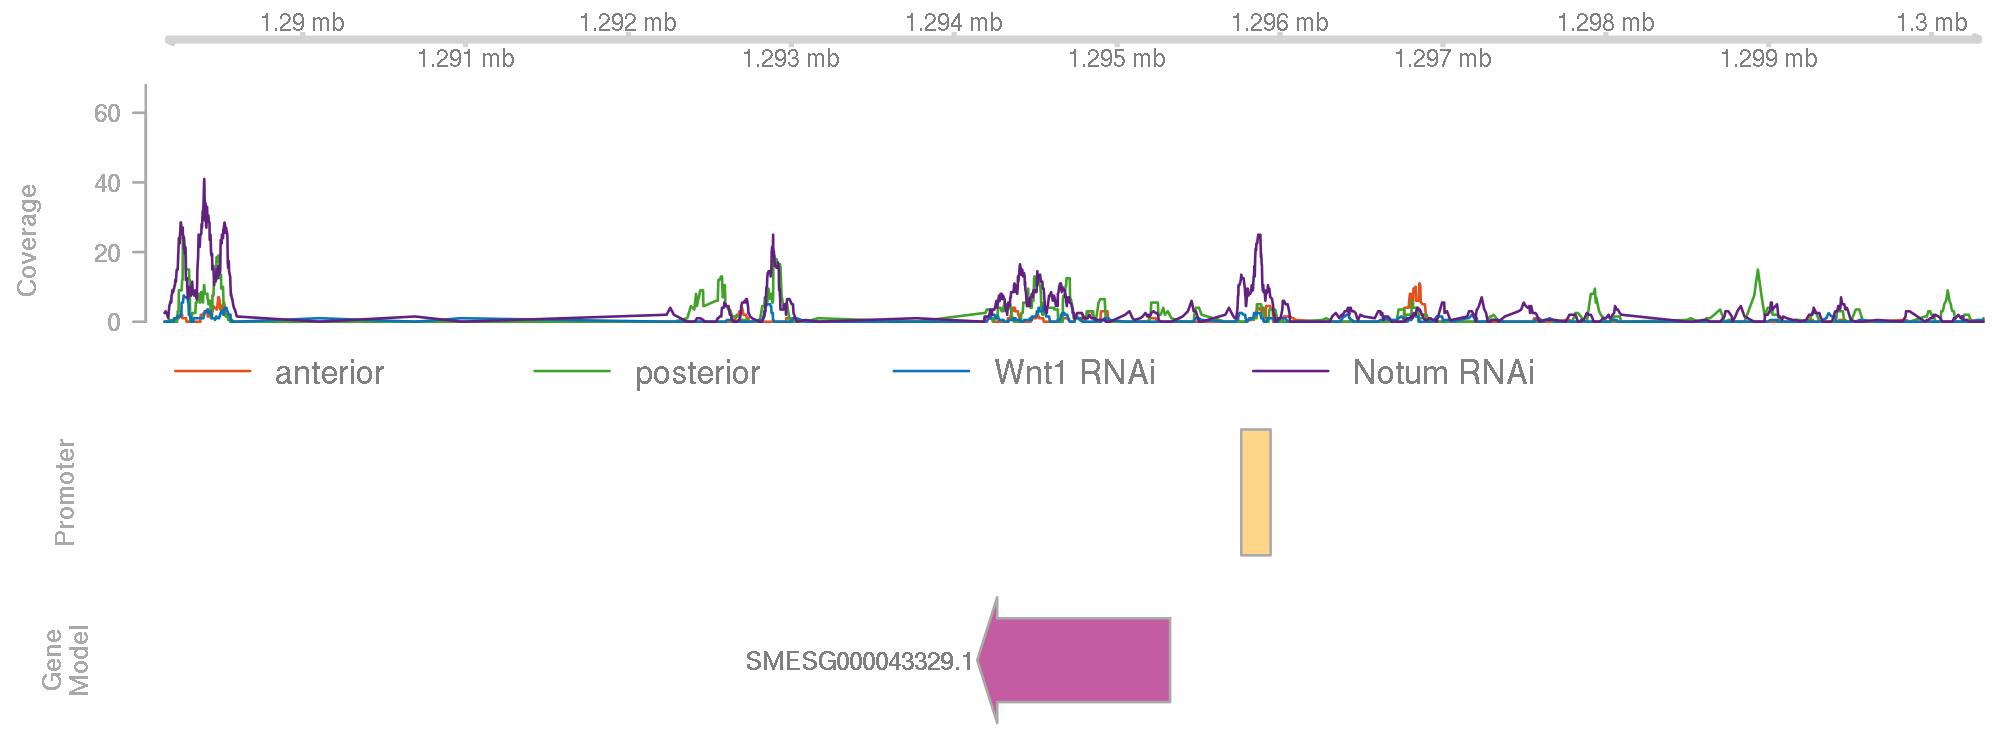 1.29 mb 1.292 mb 1.294 mb 1.296 mb 1.298 mb 1.3 mb
1.291 mb 1.293 mb 1.295 mb 1.297 mb 1.299 mb
Coverage
60
40
20
0
anterior posterior Wnt1 RNAi Notum RNAi
Promoter
Gene
Model
SMESG000043329.1